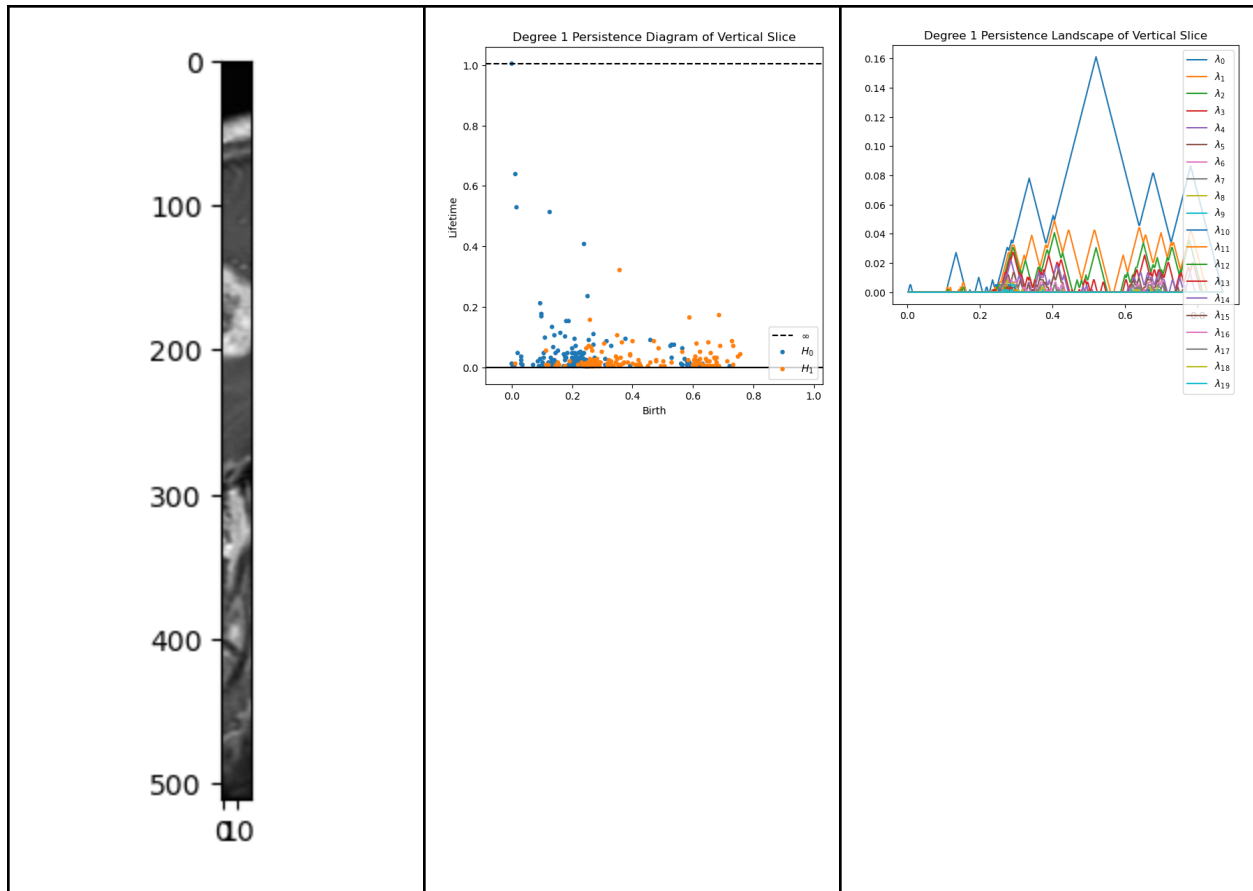 0
100
200
300
400
500
0
10
Degree 1 Persistence Diagram of Vertical Slice
1.0
0.8
0.6
0.4
0.2
0.0
Lifetime
∞
H₀
H₁
0.0 0.2 0.4 0.6 0.8 1.0
Birth
Degree 1 Persistence Landscape of Vertical Slice
0.16
0.14
0.12
0.10
0.08
0.06
0.04
0.02
0.00
0.0 0.2 0.4 0.6 0.8
λ₀
λ₁
λ₂
λ₃
λ₄
λ₅
λ₆
λ₇
λ₈
λ₉
λ₁₀
λ₁₁
λ₁₂
λ₁₃
λ₁₄
λ₁₅
λ₁₆
λ₁₇
λ₁₈
λ₁₉